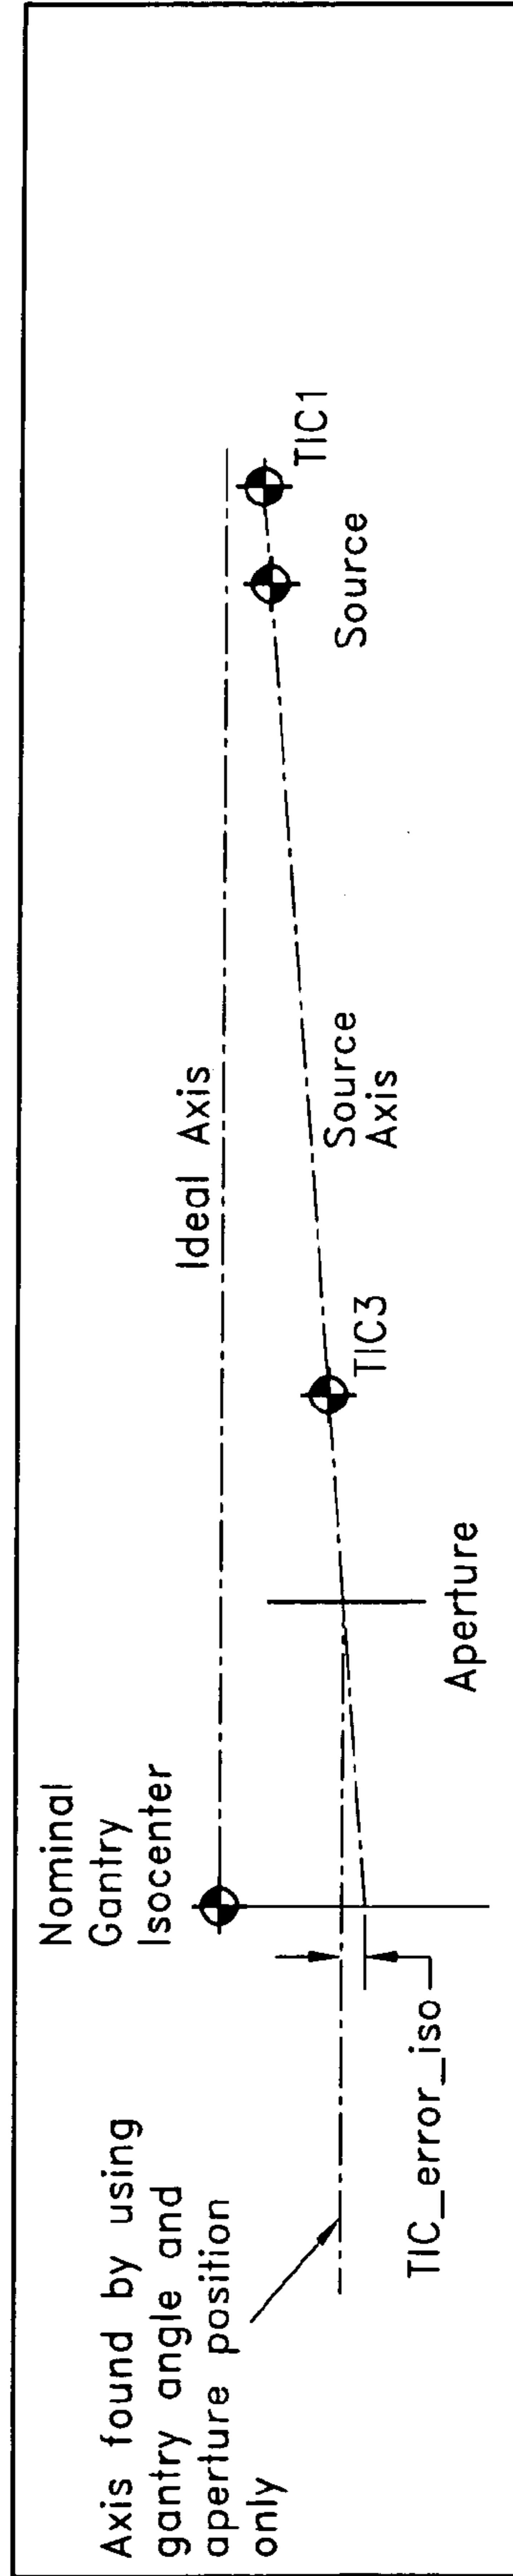 Axis found by using
gantry angle and
aperture position
only
Nominal
Gantry
Isocenter
TIC_error_iso
Ideal Axis
Aperture
TIC3
Source
Axis
Source
TIC1